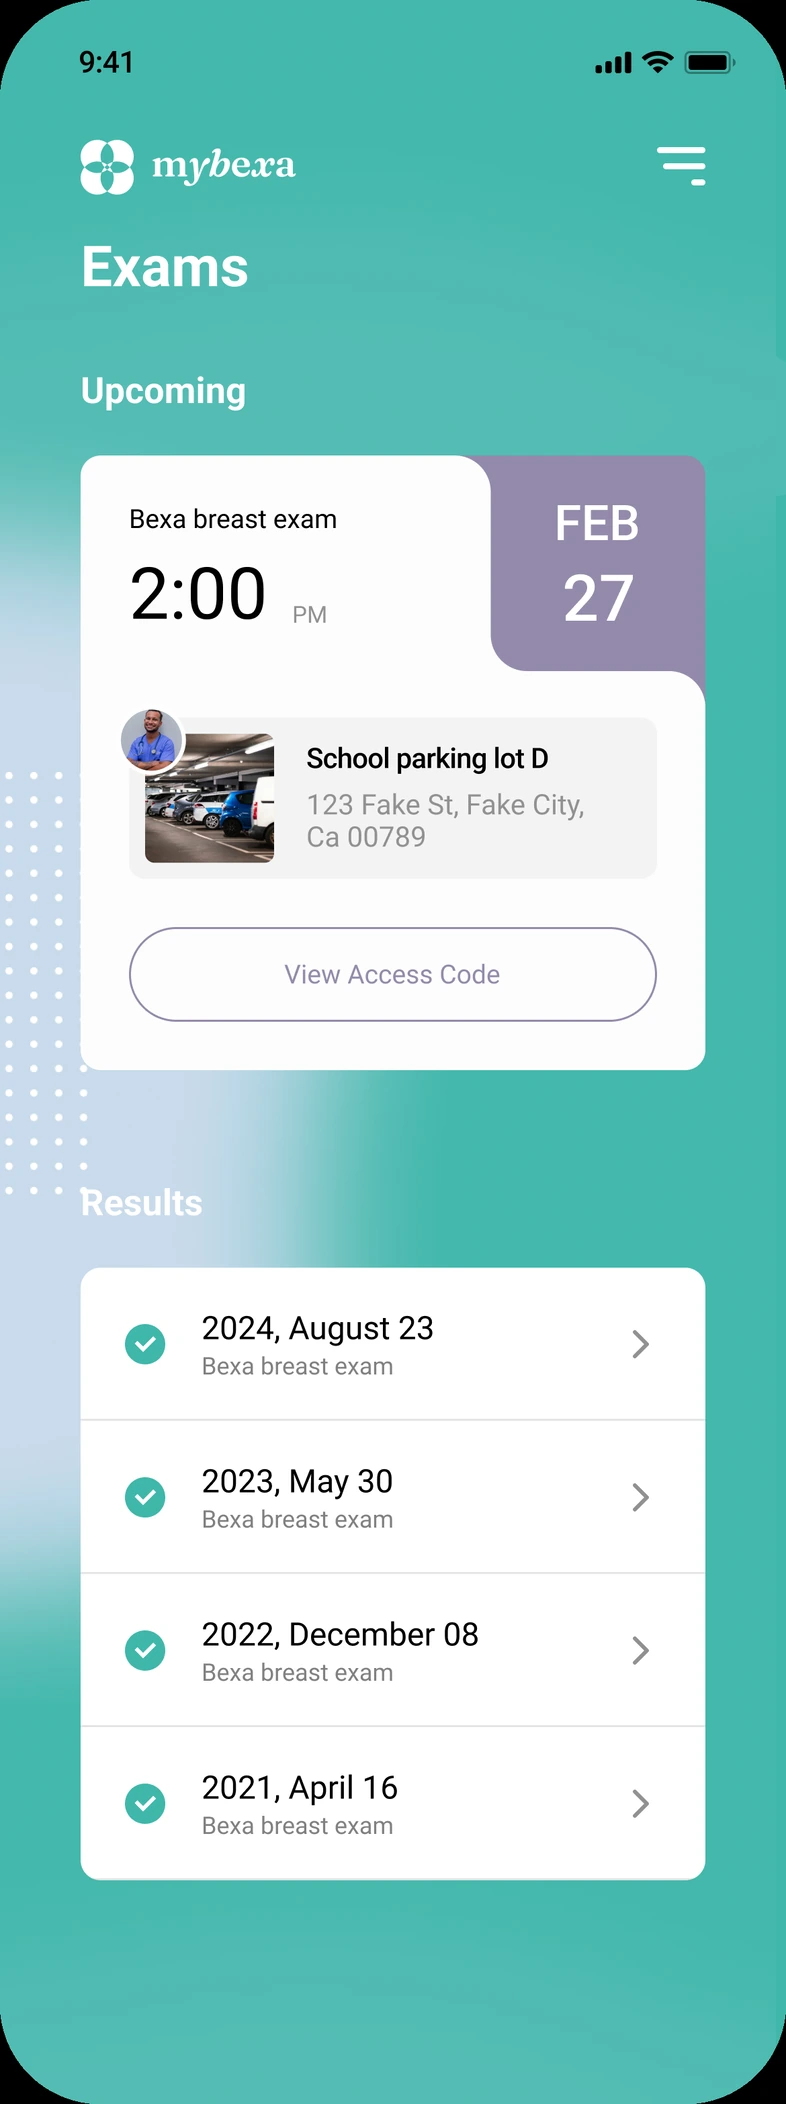 9:41
mybexa
Exams
Upcoming
Bexa breast exam
2:00 PM
FEB
27
School parking lot D
123 Fake St, Fake City,
Ca 00789
View Access Code
Results
2024, August 23
Bexa breast exam
2023, May 30
Bexa breast exam
2022, December 08
Bexa breast exam
2021, April 16
Bexa breast exam